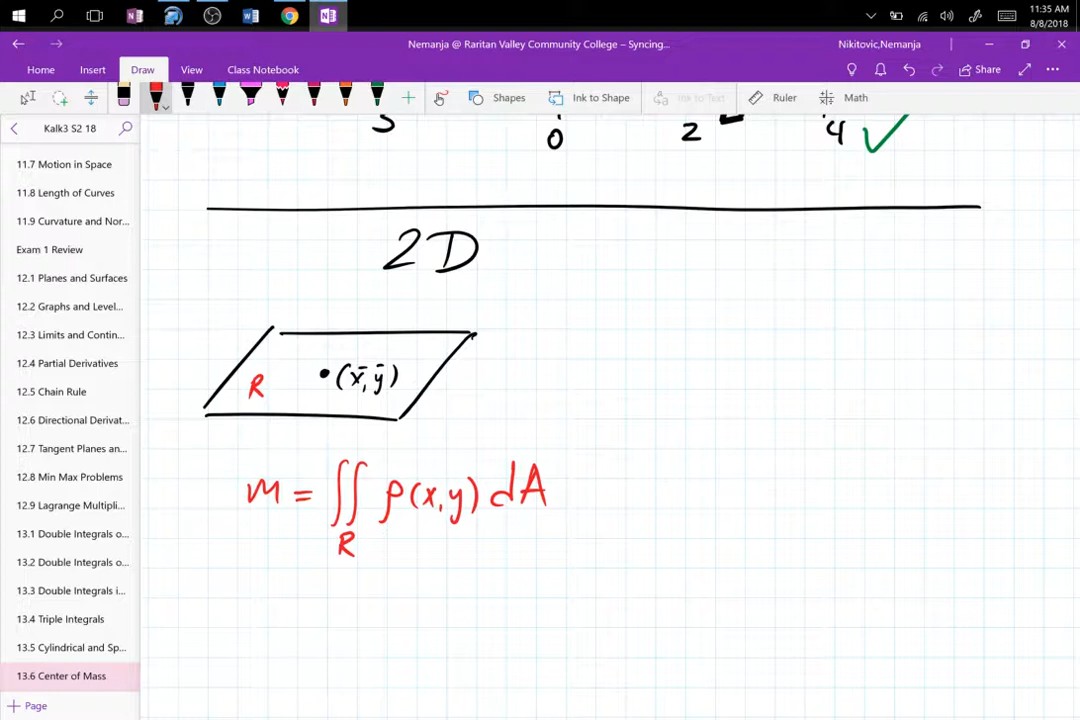 11:35 AM
8/8/2018
Nemanja @ Raritan Valley Community College – Syncing...
Nikitovic,Nemanja
Home Insert Draw View Class Notebook Share
Shapes Ink to Shape Ink to Text Ruler Math
Kalk3 S2 18
11.7 Motion in Space
11.8 Length of Curves
11.9 Curvature and Nor...
Exam 1 Review
12.1 Planes and Surfaces
12.2 Graphs and Level...
12.3 Limits and Contin...
12.4 Partial Derivatives
12.5 Chain Rule
12.6 Directional Derivat...
12.7 Tangent Planes an...
12.8 Min Max Problems
12.9 Lagrange Multipli...
13.1 Double Integrals o...
13.2 Double Integrals o...
13.3 Double Integrals i...
13.4 Triple Integrals
13.5 Cylindrical and Sp...
13.6 Center of Mass
+ Page
0 2 4 ✓
2D
R •(x̄, ȳ)
m = ∬ ρ(x,y) dA
R